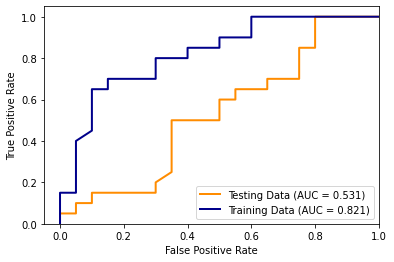 1.0
0.8
0.6
0.4
0.2
0.0
True Positive Rate
Testing Data (AUC = 0.531)
Training Data (AUC = 0.821)
0.0 0.2 0.4 0.6 0.8 1.0
False Positive Rate